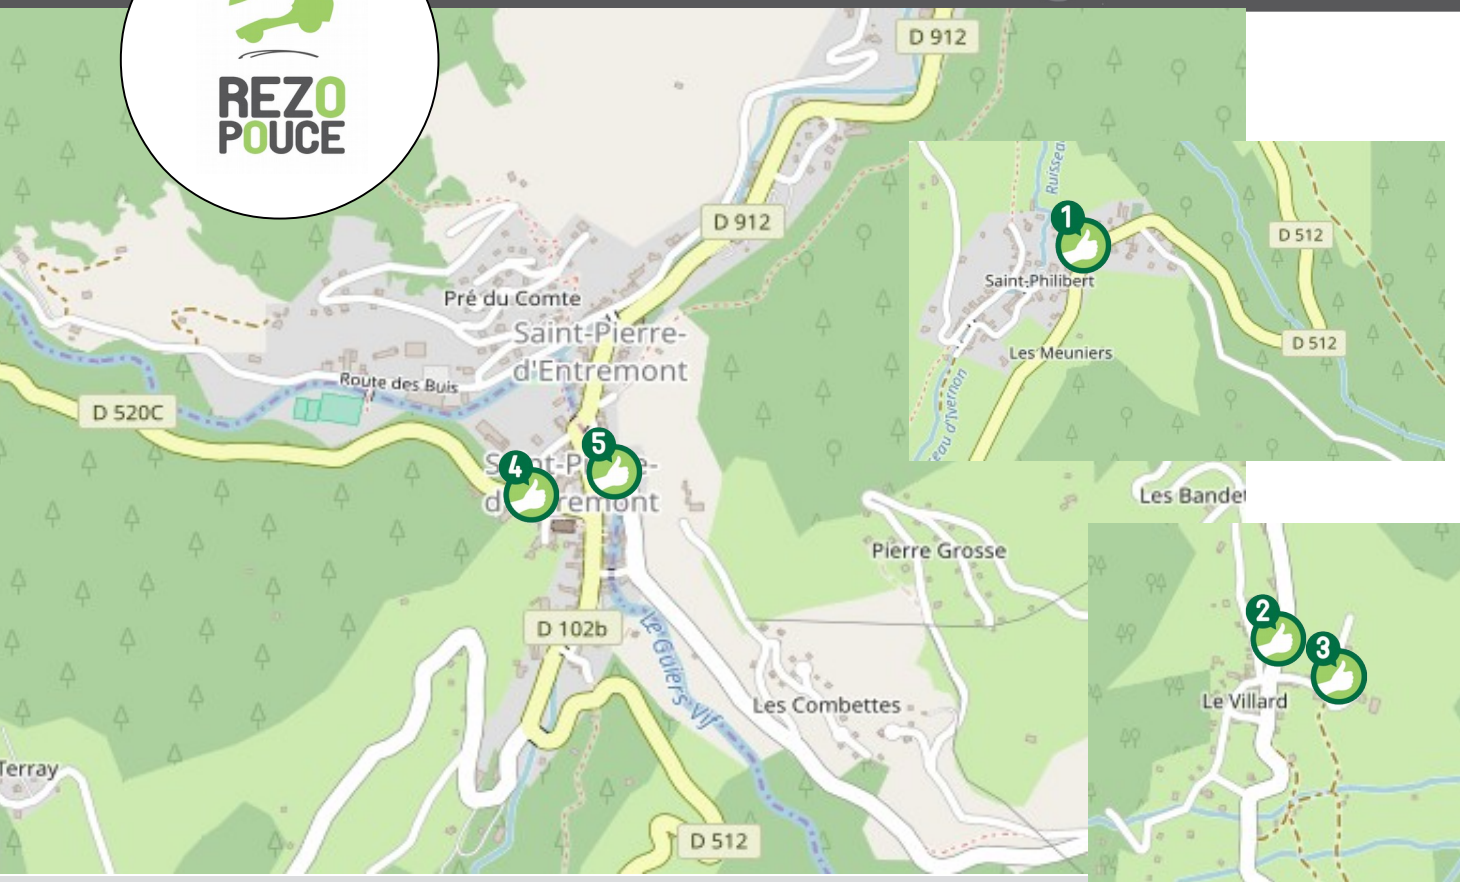 REZO
POUCE
D 912
D 912
Pré du Comte
Saint-Pierre-
d'Entremont
Route des Buis
D 520C
4
5
D 102b
Le Guiers Vif
Pierre Grosse
Les Combettes
Terray
D 512
1
D 512
Saint-Philibert
D 512
Les Meuniers
eau d'Ivernon
Les Bandet
2
3
Le Villard